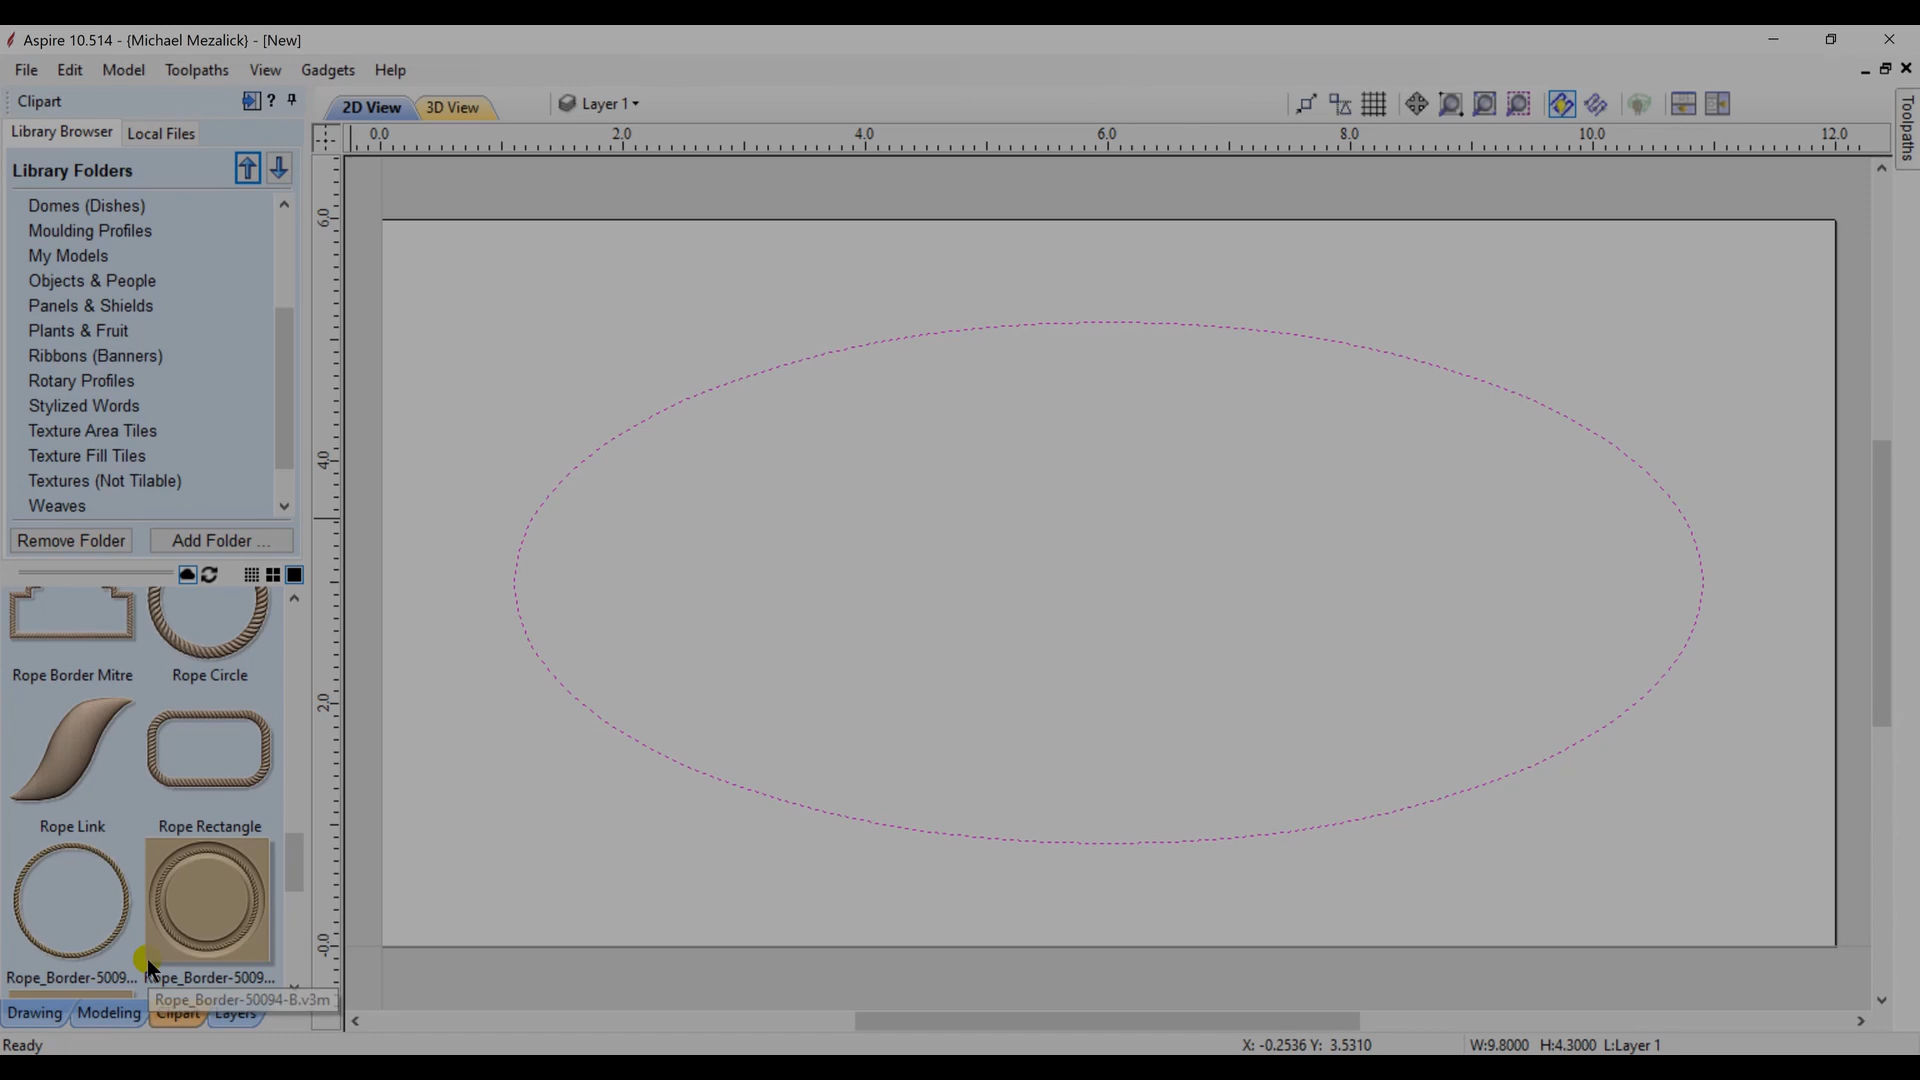 Aspire 10.514 - {Michael Mezalick} - [New]
File Edit Model Toolpaths View Gadgets Help
Clipart ?
2D View 3D View Layer 1
Toolpaths
Library Browser Local Files
0.0 2.0 4.0 6.0 8.0 10.0 12.0
Library Folders
Domes (Dishes)
Moulding Profiles
My Models
Objects & People
Panels & Shields
Plants & Fruit
Ribbons (Banners)
Rotary Profiles
Stylized Words
Texture Area Tiles
Texture Fill Tiles
Textures (Not Tilable)
Weaves
6.0
4.0
2.0
-0.0
Remove Folder Add Folder ...
Rope Border Mitre Rope Circle
Rope Link Rope Rectangle
Rope_Border-5009... Rope_Border-5009...
Rope_Border-50094-B.v3m
Drawing Modeling Clipart Layers
Ready X: -0.2536 Y: 3.5310 W:9.8000 H:4.3000 L:Layer 1